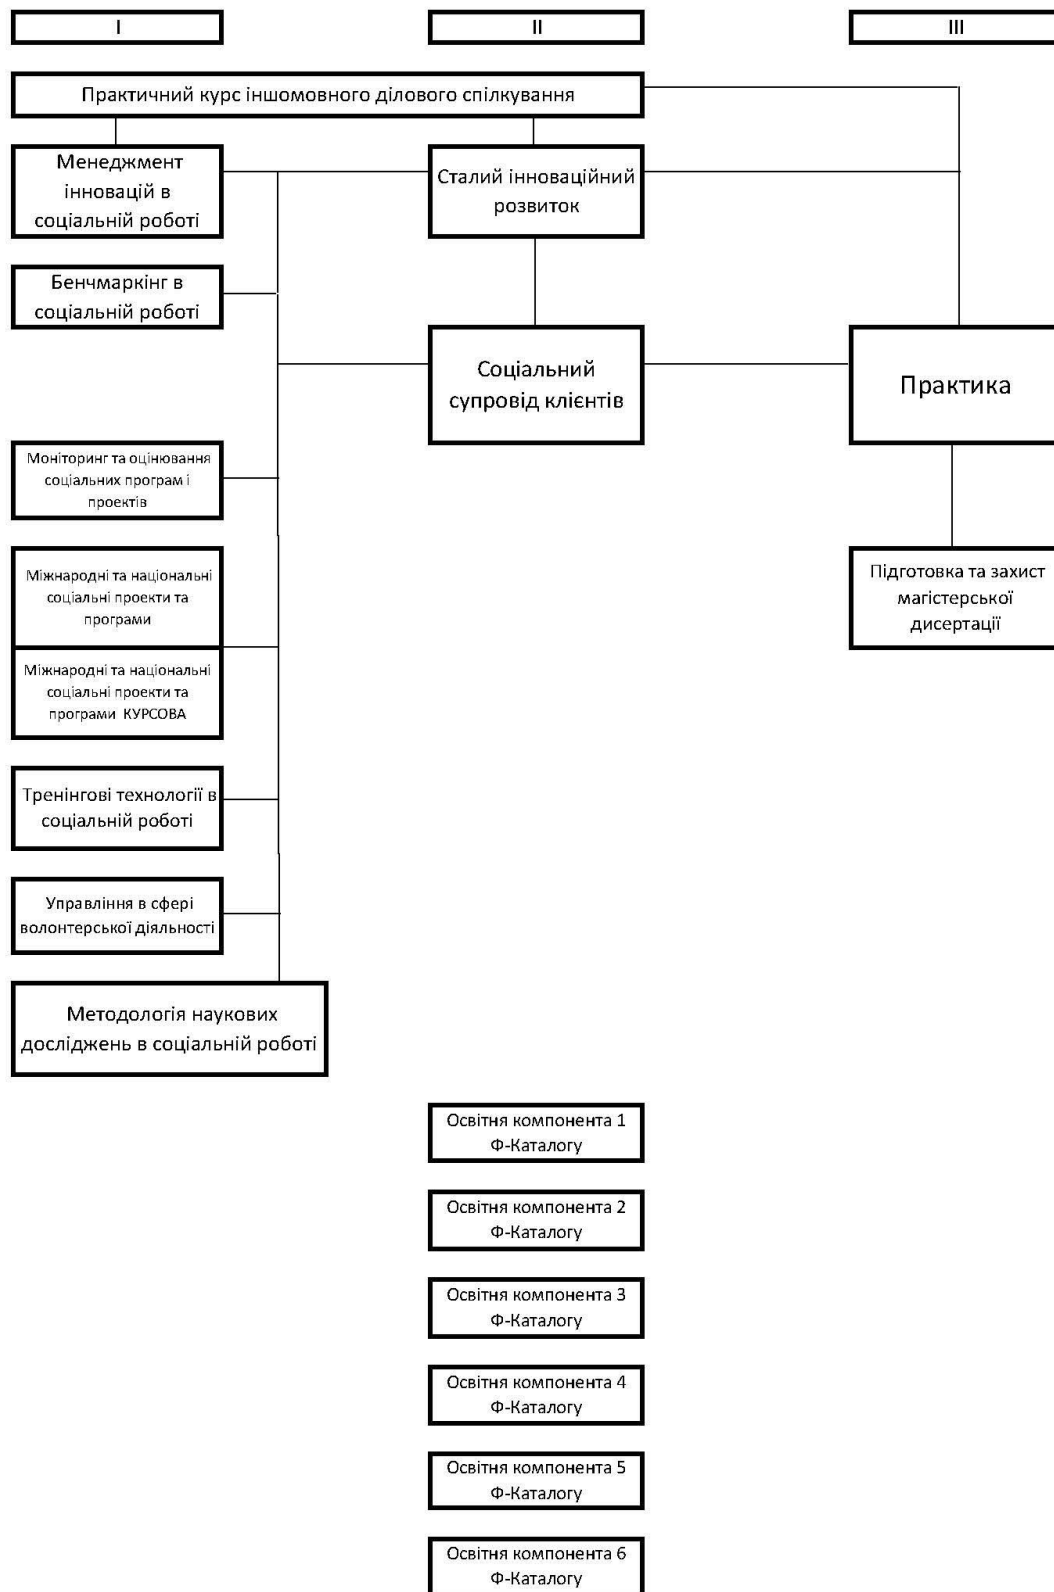 I
II
III
Практичний курс іншомовного ділового спілкування
Менеджмент
інновацій в
соціальній роботі
Сталий інноваційний
розвиток
Бенчмаркінг в
соціальній роботі
Соціальний
супровід клієнтів
Практика
Моніторинг та оцінювання
соціальних програм і
проектів
Міжнародні та національні
соціальні проекти та
програми
Підготовка та захист
магістерської
дисертації
Міжнародні та національні
соціальні проекти та
програми КУРСОВА
Тренінгові технології в
соціальній роботі
Управління в сфері
волонтерської діяльності
Методологія наукових
досліджень в соціальній роботі
Освітня компонента 1
Ф-Каталогу
Освітня компонента 2
Ф-Каталогу
Освітня компонента 3
Ф-Каталогу
Освітня компонента 4
Ф-Каталогу
Освітня компонента 5
Ф-Каталогу
Освітня компонента 6
Ф-Каталогу